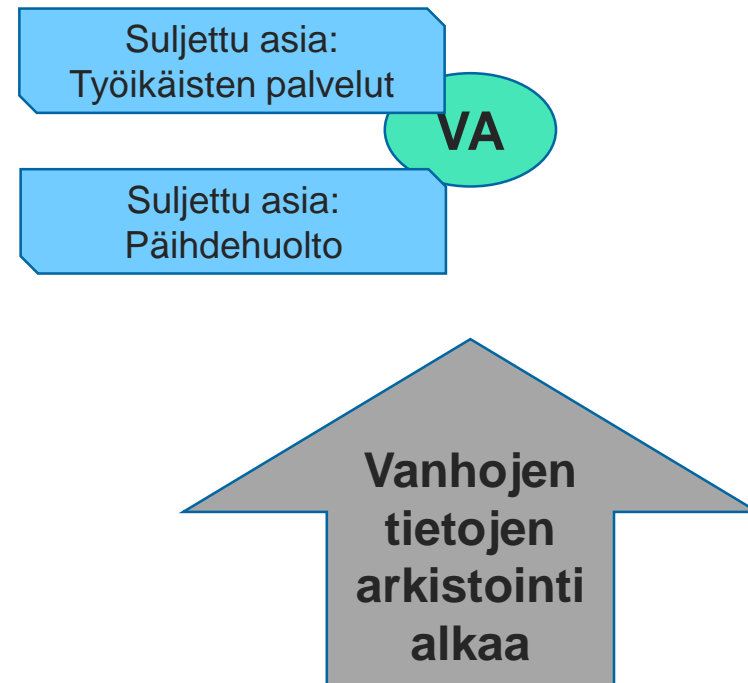 Suljettu asia:
Työikäisten palvelut
VA
Suljettu asia:
Päihdehuolto
Vanhojen
tietojen
arkistointi
alkaa